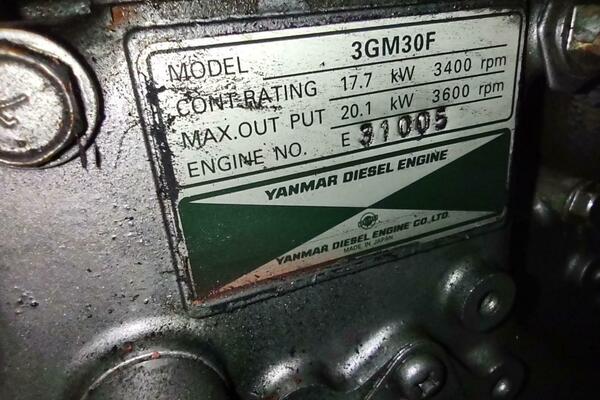 MODEL 3GM30F
CONT-RATING 17.7 kW 3400 rpm
MAX.OUT PUT 20.1 kW 3600 rpm
ENGINE NO. E 31005
YANMAR DIESEL ENGINE
YANMAR DIESEL ENGINE CO.,LTD.
MADE IN JAPAN